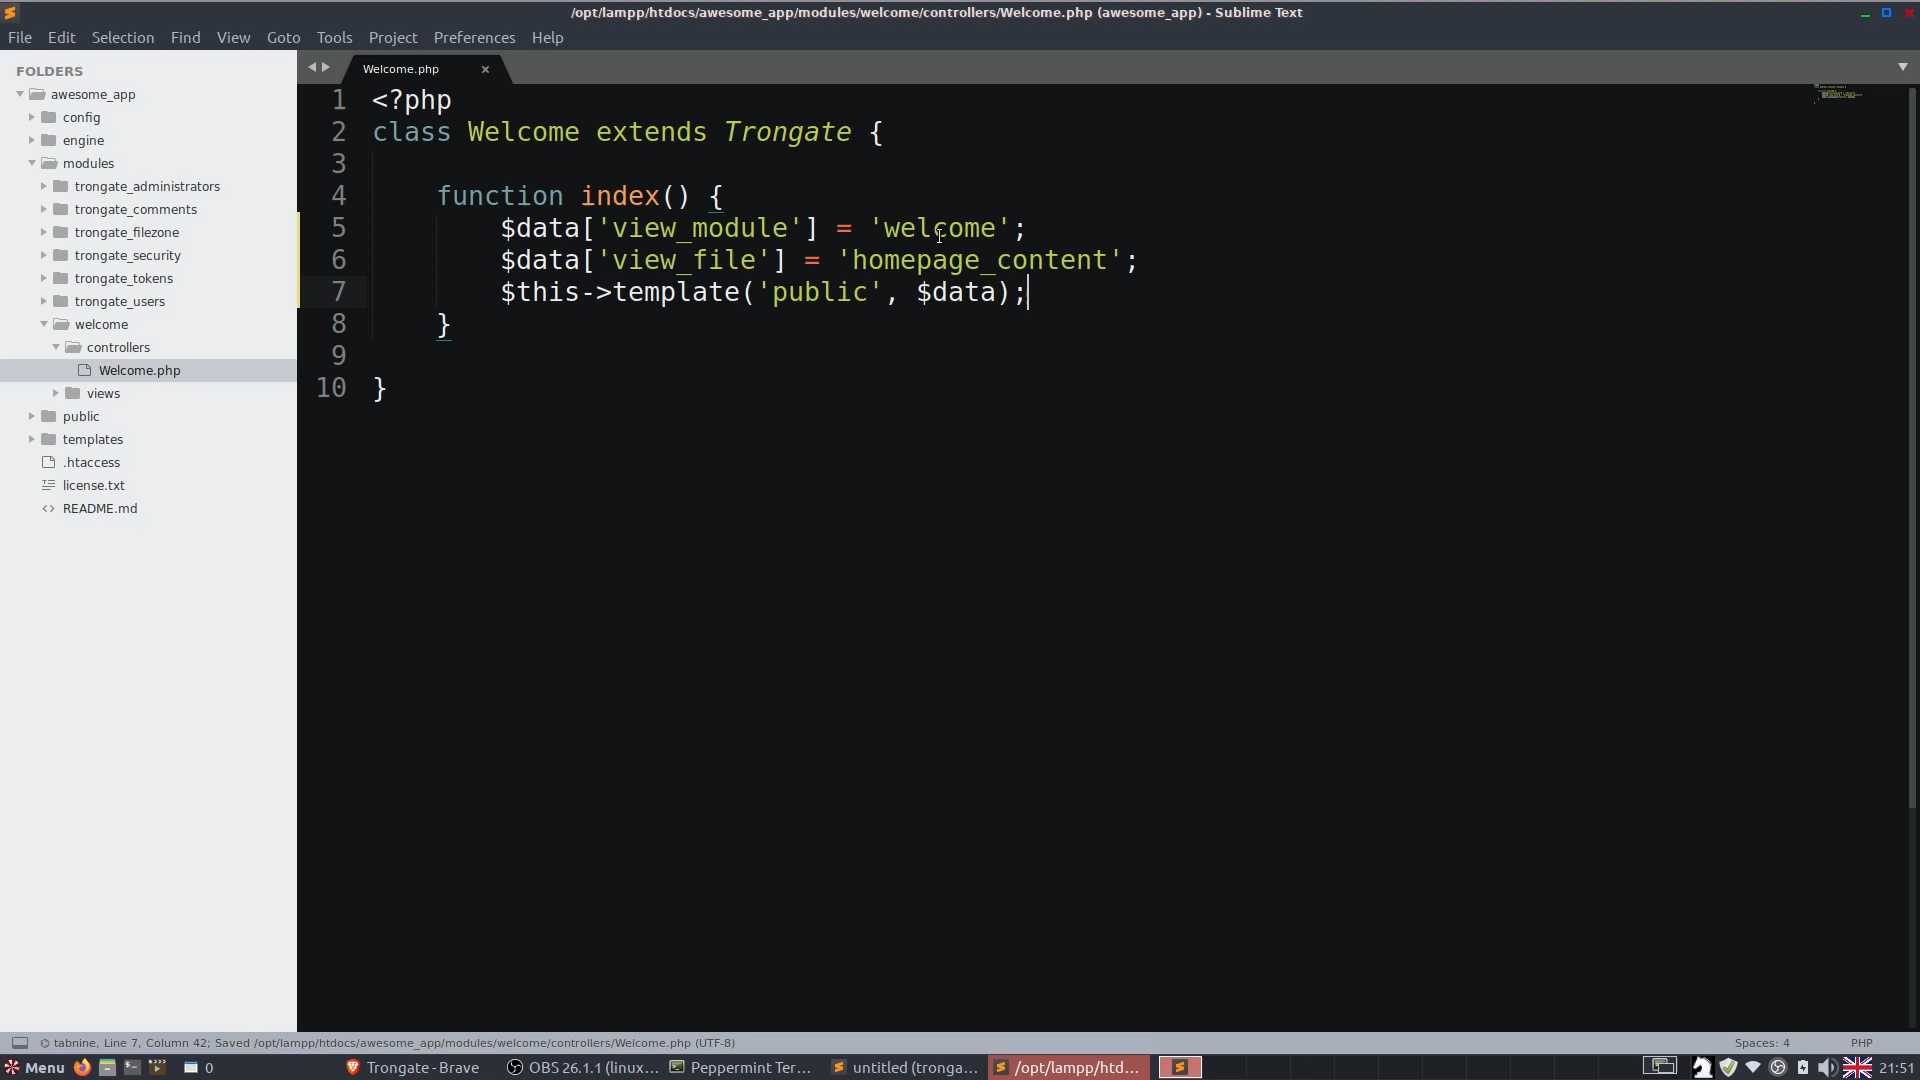 /opt/lampp/htdocs/awesome_app/modules/welcome/controllers/Welcome.php (awesome_app) - Sublime Text
File Edit Selection Find View Goto Tools Project Preferences Help
FOLDERS
awesome_app
config
engine
modules
trongate_administrators
trongate_comments
trongate_filezone
trongate_security
trongate_tokens
trongate_users
welcome
controllers
Welcome.php
views
public
templates
.htaccess
license.txt
README.md
Welcome.php
1 <?php
2 class Welcome extends Trongate {
3
4     function index() {
5         $data['view_module'] = 'welcome';
6         $data['view_file'] = 'homepage_content';
7         $this->template('public', $data);
8     }
9
10 }
tabnine, Line 7, Column 42; Saved /opt/lampp/htdocs/awesome_app/modules/welcome/controllers/Welcome.php (UTF-8) Spaces: 4 PHP
Menu 0 Trongate - Brave OBS 26.1.1 (linux... Peppermint Ter... untitled (tronga... /opt/lampp/htd... 21:51